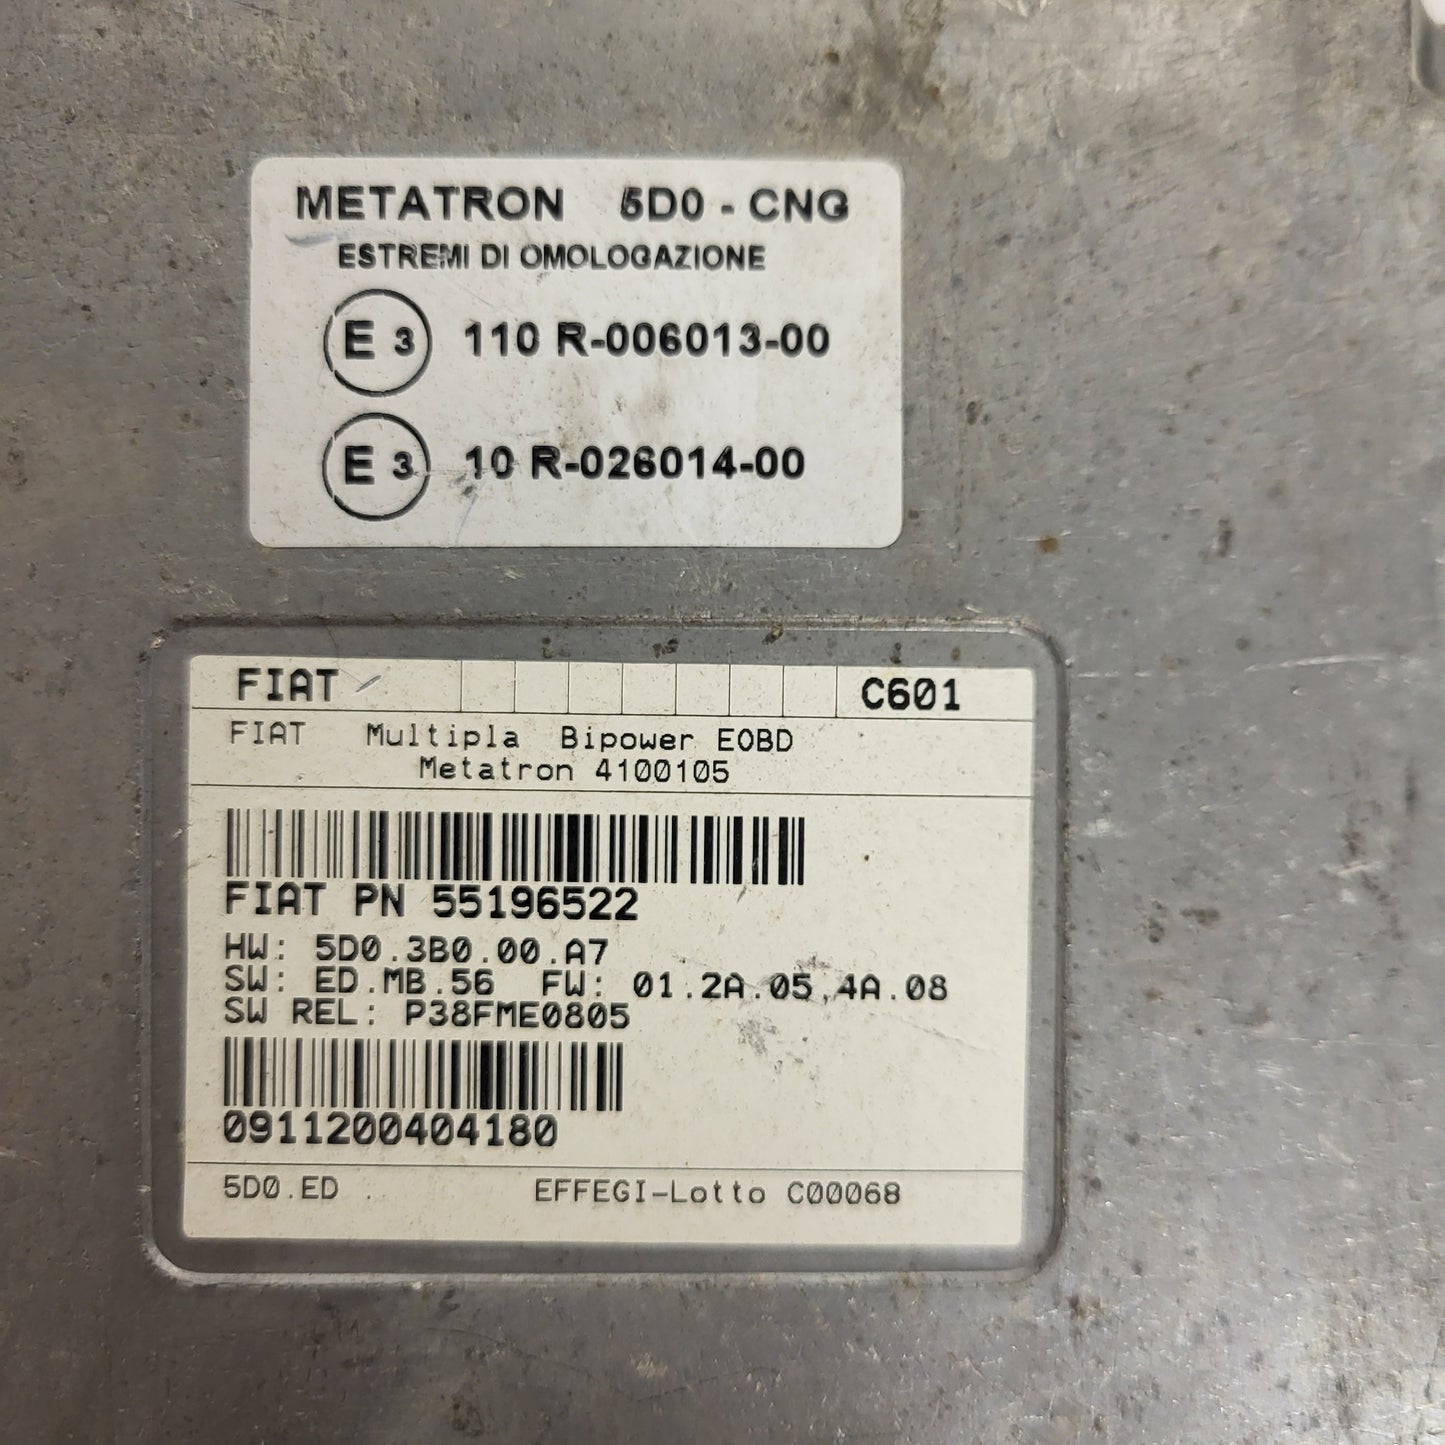 METATRON 5D0 - CNG
ESTREMI DI OMOLOGAZIONE
E 3 110 R-006013-00
E 3 10 R-026014-00
FIAT C601
FIAT Multipla Bipower EOBD
Metatron 4100105
FIAT PN 55196522
HW: 5D0.3B0.00.A7
SW: ED.MB.56 FW: 01.2A.05.4A.08
SW REL: P38FME0805
0911200404180
5D0.ED .
EFFEGI-Lotto C00068